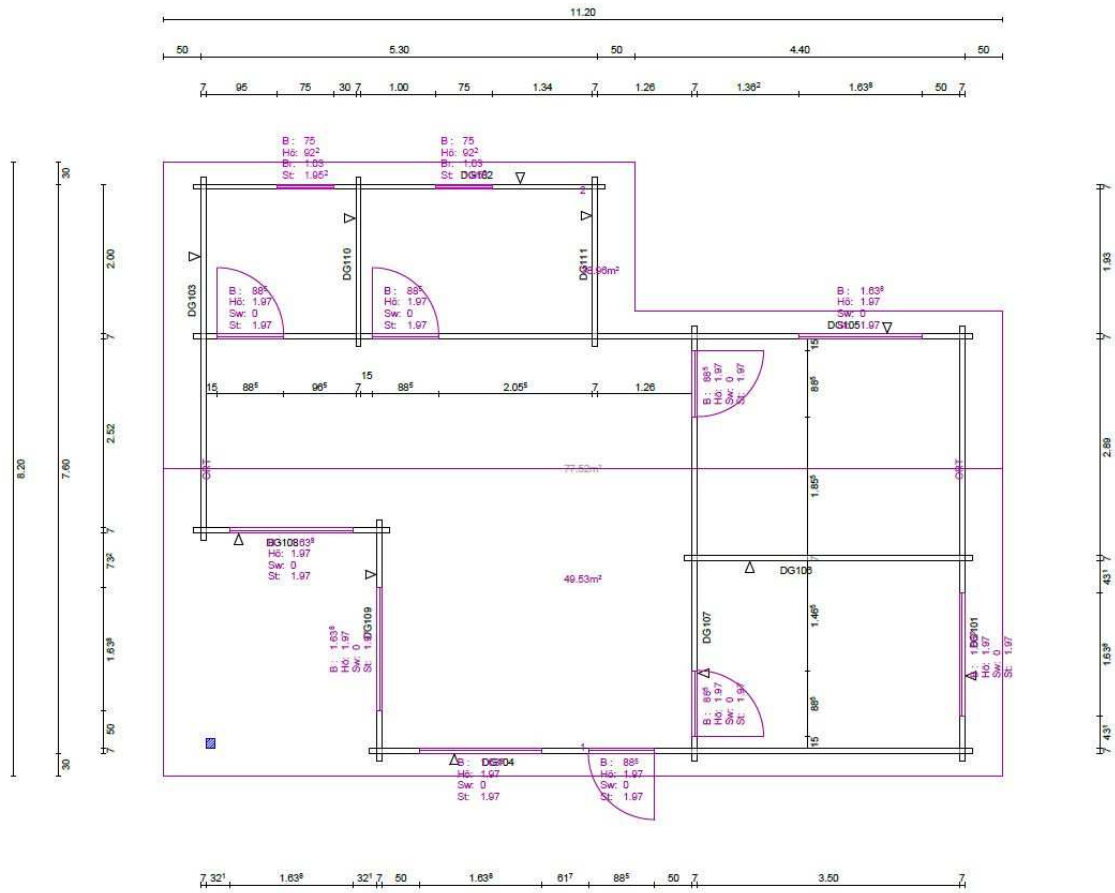 11.20
50 5.30 50 4.40 50
7 95 75 30 7 1.00 75 1.34 7 1.26 7 1.36² 1.63⁸ 50 7
B : 75
Hö: 92²
Br.: 1.03
St: 1.95²
B : 75
Hö: 92²
Br.: 1.03
St:
DG102
2
30
8.20
7.60
30
2.00
7
2.52
7
73²
1.63⁸
50
7
DG103
DG110
DG111
28.96m²
B : 88⁵
Hö: 1.97
Sw: 0
St: 1.97
B : 88⁵
Hö: 1.97
Sw: 0
St: 1.97
B : 1.63⁸
Hö: 1.97
Sw: 0
St: 1.97
DG105
7
1.93
7
2.89
7
43¹
1.63⁸
43¹
7
15 88⁵ 96⁵ 7 15 88⁵ 2.05⁵ 7 1.26
15
88⁵
1.85⁵
7
1.46⁵
88⁵
15
B : 88⁵
Hö: 1.97
Sw: 0
St: 1.97
77.52m²
DG108
Hö: 1.97
Sw: 0
St: 1.97
49.53m²
DG106
DG109
B : 1.63⁸
Hö: 1.97
Sw: 0
DG107
B : 88⁵
Hö: 1.97
Sw: 0
St: 1.97
DG101
Hö: 1.97
Sw: 0
St: 1.97
1
DG104
Hö: 1.97
Sw: 0
St: 1.97
B : 88⁵
Hö: 1.97
Sw: 0
St: 1.97
7 32¹ 1.63⁸ 32¹ 7 50 1.63⁸ 61⁷ 88⁵ 50 7 3.50 7